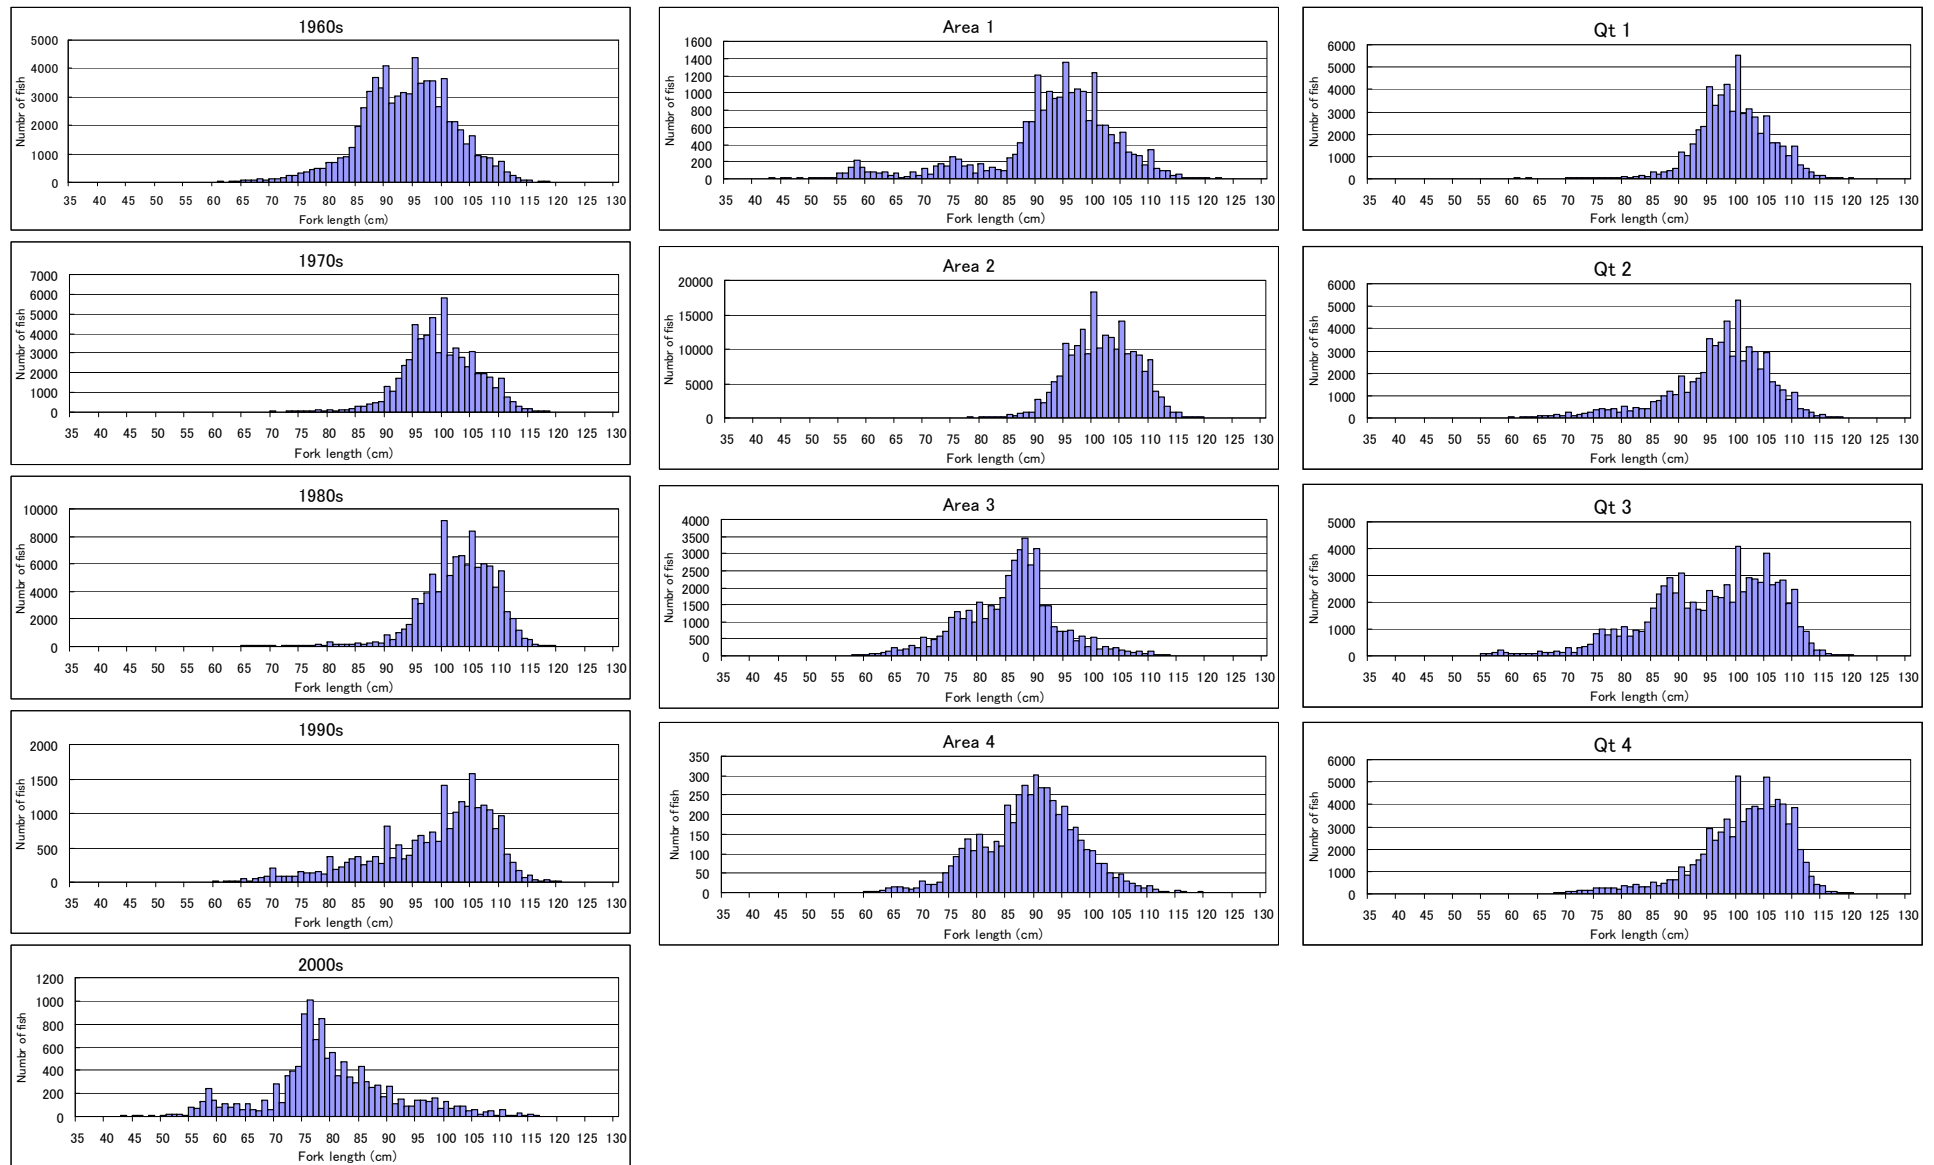 1960s
Numbr of fish
5000
4000
3000
2000
1000
0
35 40 45 50 55 60 65 70 75 80 85 90 95 100 105 110 115 120 125 130
Fork length (cm)
1970s
Numbr of fish
7000
6000
5000
4000
3000
2000
1000
0
35 40 45 50 55 60 65 70 75 80 85 90 95 100 105 110 115 120 125 130
Fork length (cm)
1980s
Numbr of fish
10000
8000
6000
4000
2000
0
35 40 45 50 55 60 65 70 75 80 85 90 95 100 105 110 115 120 125 130
Fork length (cm)
1990s
Numbr of fish
2000
1500
1000
500
0
35 40 45 50 55 60 65 70 75 80 85 90 95 100 105 110 115 120 125 130
Fork length (cm)
2000s
Numbr of fish
1200
1000
800
600
400
200
0
35 40 45 50 55 60 65 70 75 80 85 90 95 100 105 110 115 120 125 130
Fork length (cm)
Area 1
Numbr of fish
1600
1400
1200
1000
800
600
400
200
0
35 40 45 50 55 60 65 70 75 80 85 90 95 100 105 110 115 120 125 130
Fork length (cm)
Area 2
Numbr of fish
20000
15000
10000
5000
0
35 40 45 50 55 60 65 70 75 80 85 90 95 100 105 110 115 120 125 130
Fork length (cm)
Area 3
Numbr of fish
4000
3500
3000
2500
2000
1500
1000
500
0
35 40 45 50 55 60 65 70 75 80 85 90 95 100 105 110 115 120 125 130
Fork length (cm)
Area 4
Numbr of fish
350
300
250
200
150
100
50
0
35 40 45 50 55 60 65 70 75 80 85 90 95 100 105 110 115 120 125 130
Fork length (cm)
Qt 1
Numbr of fish
6000
5000
4000
3000
2000
1000
0
35 40 45 50 55 60 65 70 75 80 85 90 95 100 105 110 115 120 125 130
Fork length (cm)
Qt 2
Numbr of fish
6000
5000
4000
3000
2000
1000
0
35 40 45 50 55 60 65 70 75 80 85 90 95 100 105 110 115 120 125 130
Fork length (cm)
Qt 3
Numbr of fish
5000
4000
3000
2000
1000
0
35 40 45 50 55 60 65 70 75 80 85 90 95 100 105 110 115 120 125 130
Fork length (cm)
Qt 4
Numbr of fish
6000
5000
4000
3000
2000
1000
0
35 40 45 50 55 60 65 70 75 80 85 90 95 100 105 110 115 120 125 130
Fork length (cm)